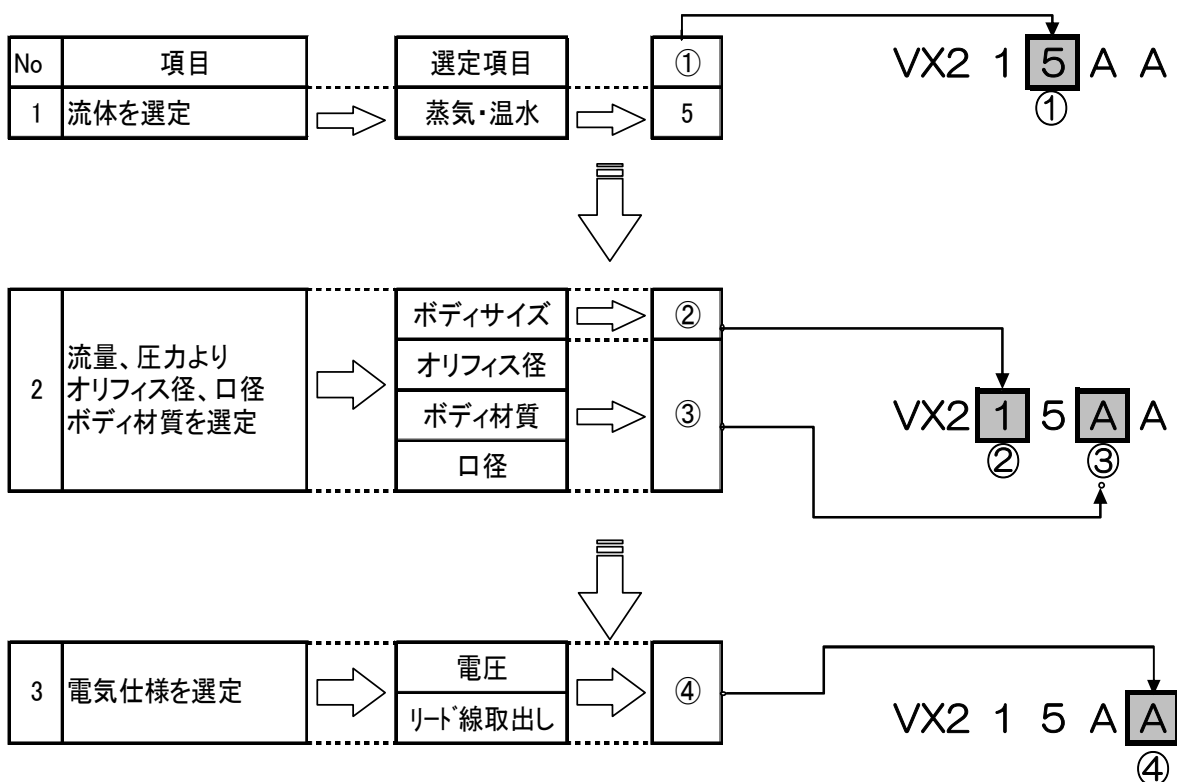 No 項目 選定項目 ① VX2 1 5 A A
①
1 流体を選定 蒸気・温水 5
2 流量、圧力より
オリフィス径、口径
ボディ材質を選定
ボディサイズ ②
オリフィス径
ボディ材質 ③
口径
VX2 1 5 A A
② ③
3 電気仕様を選定
電圧
リード線取出し
④
VX2 1 5 A A
④